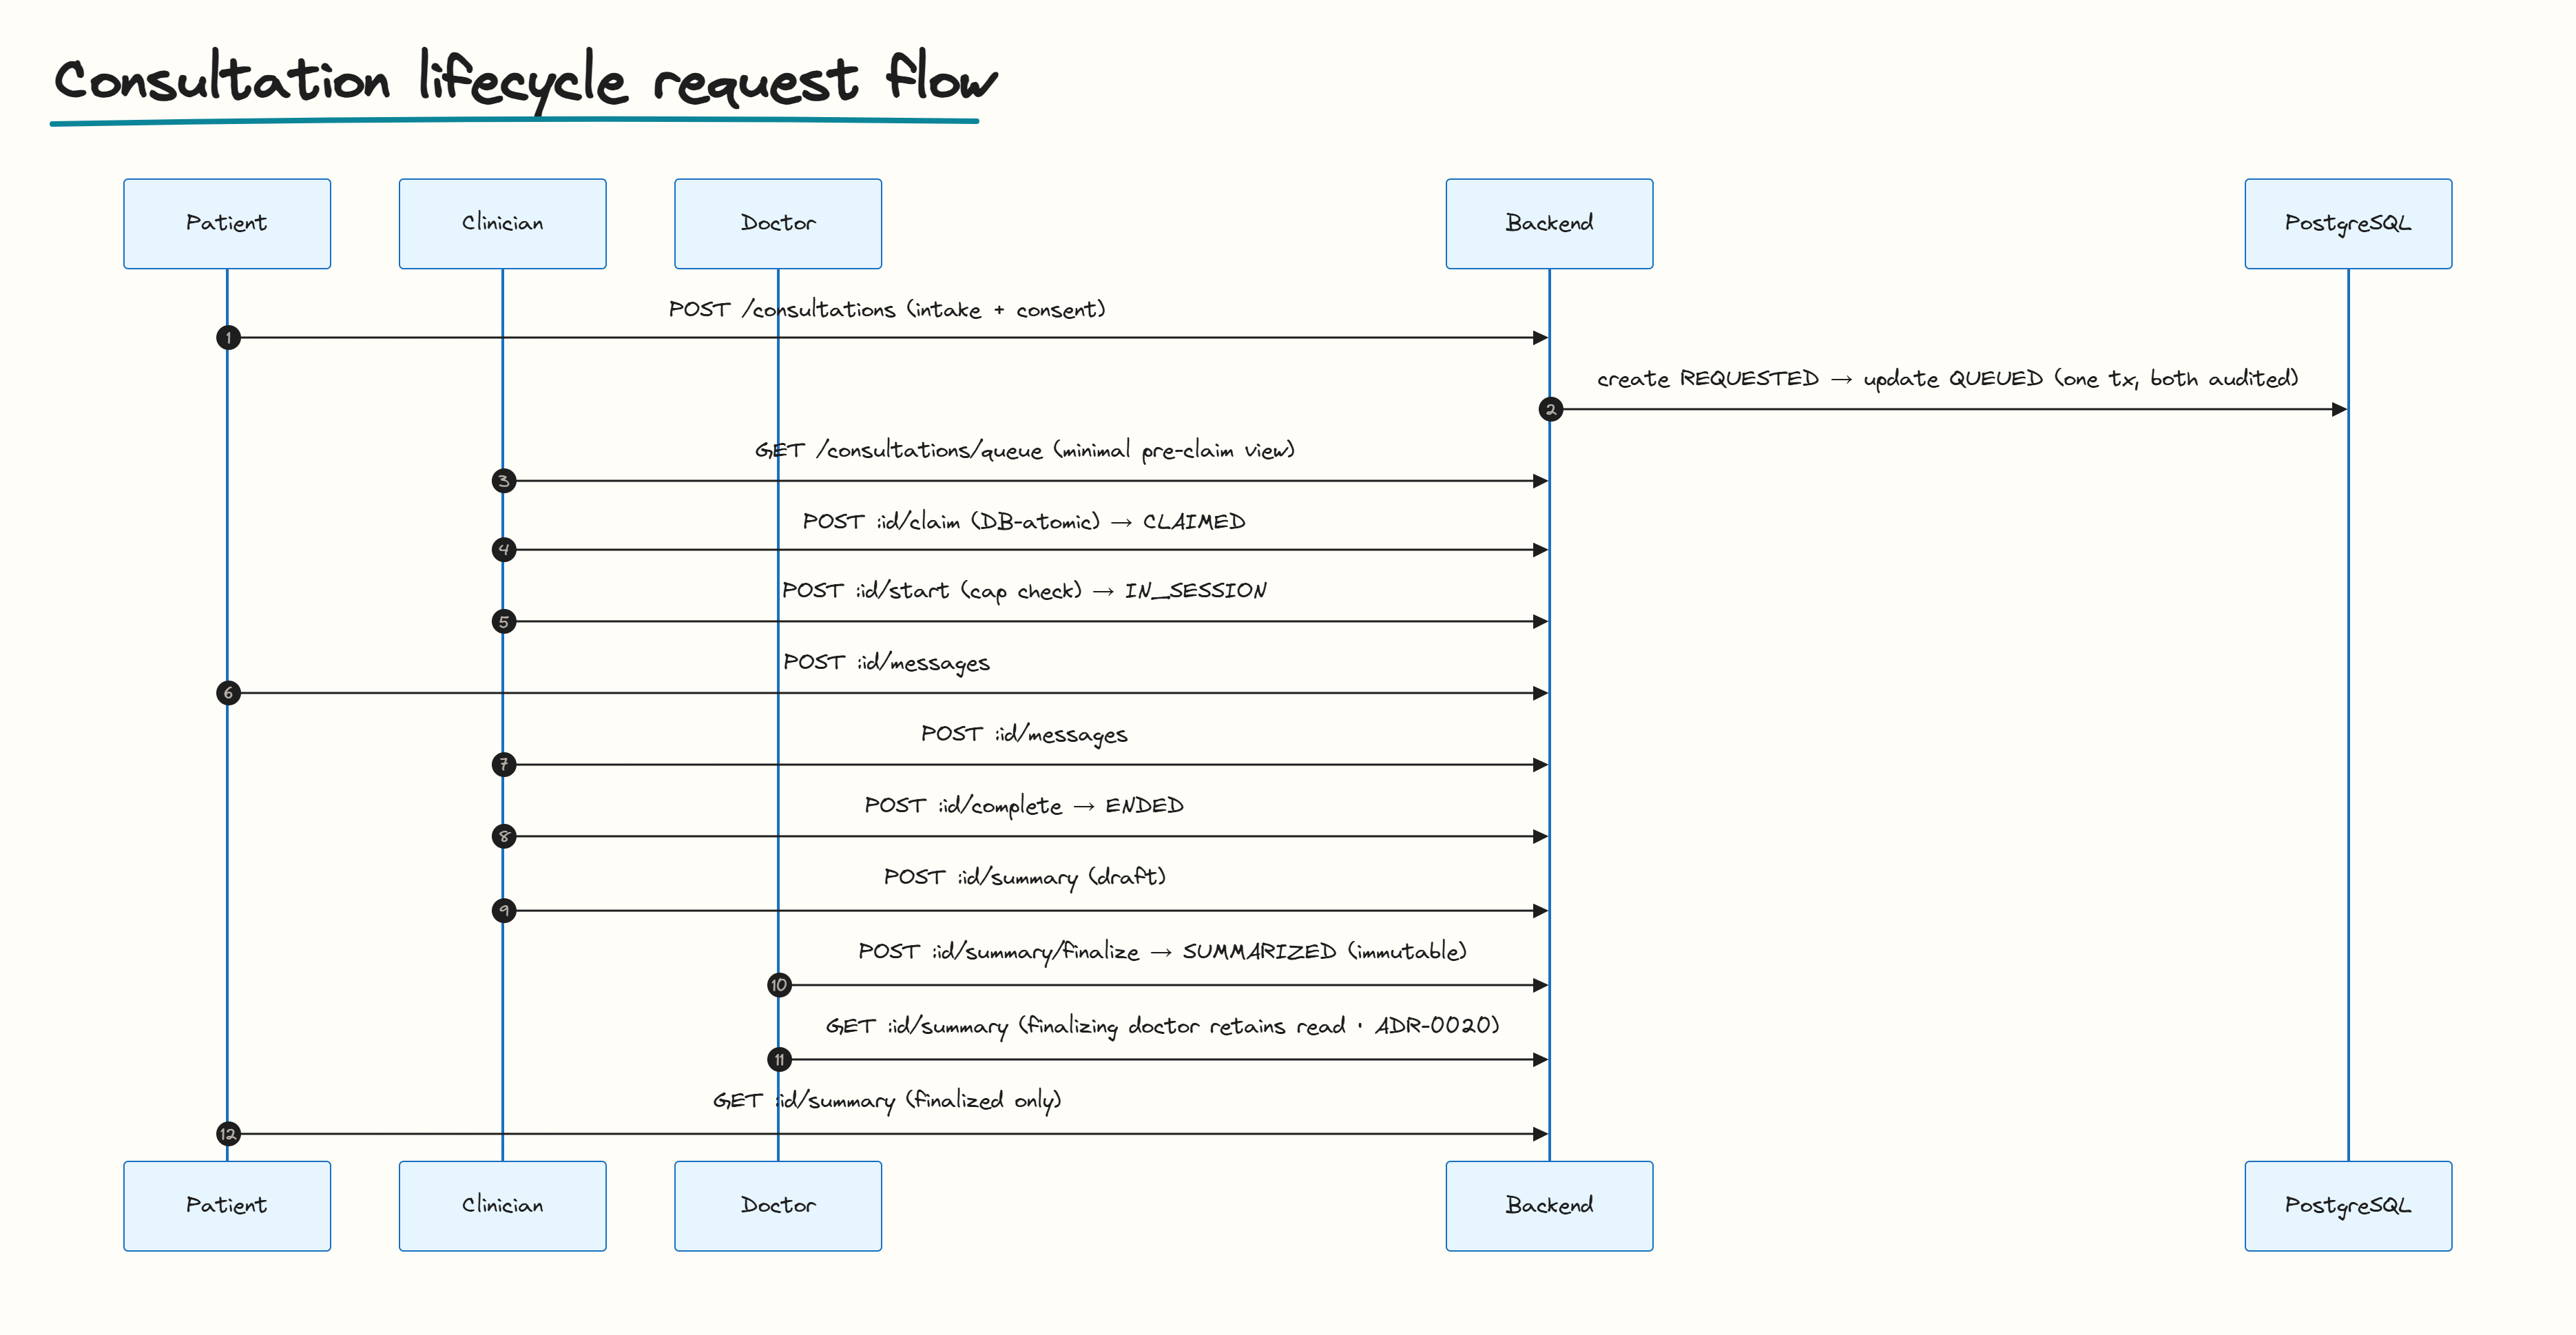 Consultation lifecycle request flow
Patient
Clinician
Doctor
Backend
PostgreSQL
POST /consultations (intake + consent)
1
create REQUESTED → update QUEUED (one tx, both audited)
2
GET /consultations/queue (minimal pre-claim view)
3
POST :id/claim (DB-atomic) → CLAIMED
4
POST :id/start (cap check) → IN_SESSION
5
POST :id/messages
6
POST :id/messages
7
POST :id/complete → ENDED
8
POST :id/summary (draft)
9
POST :id/summary/finalize → SUMMARIZED (immutable)
10
GET :id/summary (finalizing doctor retains read · ADR-0020)
11
GET :id/summary (finalized only)
12
Patient
Clinician
Doctor
Backend
PostgreSQL